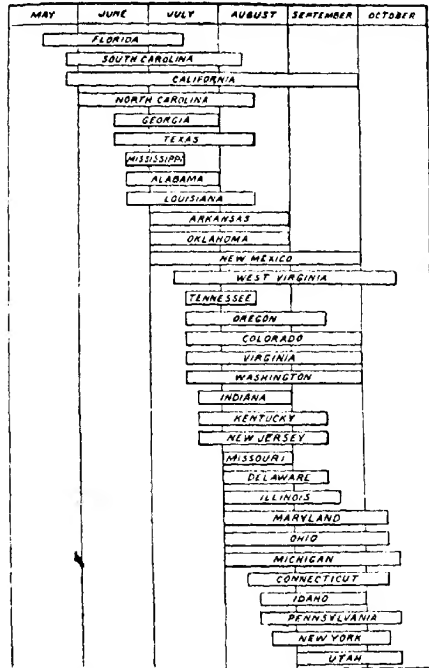 MAY JUNE JULY AUGUST SEPTEMBER OCTOBER
FLORIDA
SOUTH CAROLINA
CALIFORNIA
NORTH CAROLINA
GEORGIA
TEXAS
MISSISSIPPI
ALABAMA
LOUISIANA
ARKANSAS
OKLAHOMA
NEW MEXICO
WEST VIRGINIA
TENNESSEE
OREGON
COLORADO
VIRGINIA
WASHINGTON
INDIANA
KENTUCKY
NEW JERSEY
MISSOURI
DELAWARE
ILLINOIS
MARYLAND
OHIO
MICHIGAN
CONNECTICUT
IDAHO
PENNSYLVANIA
NEW YORK
UTAH